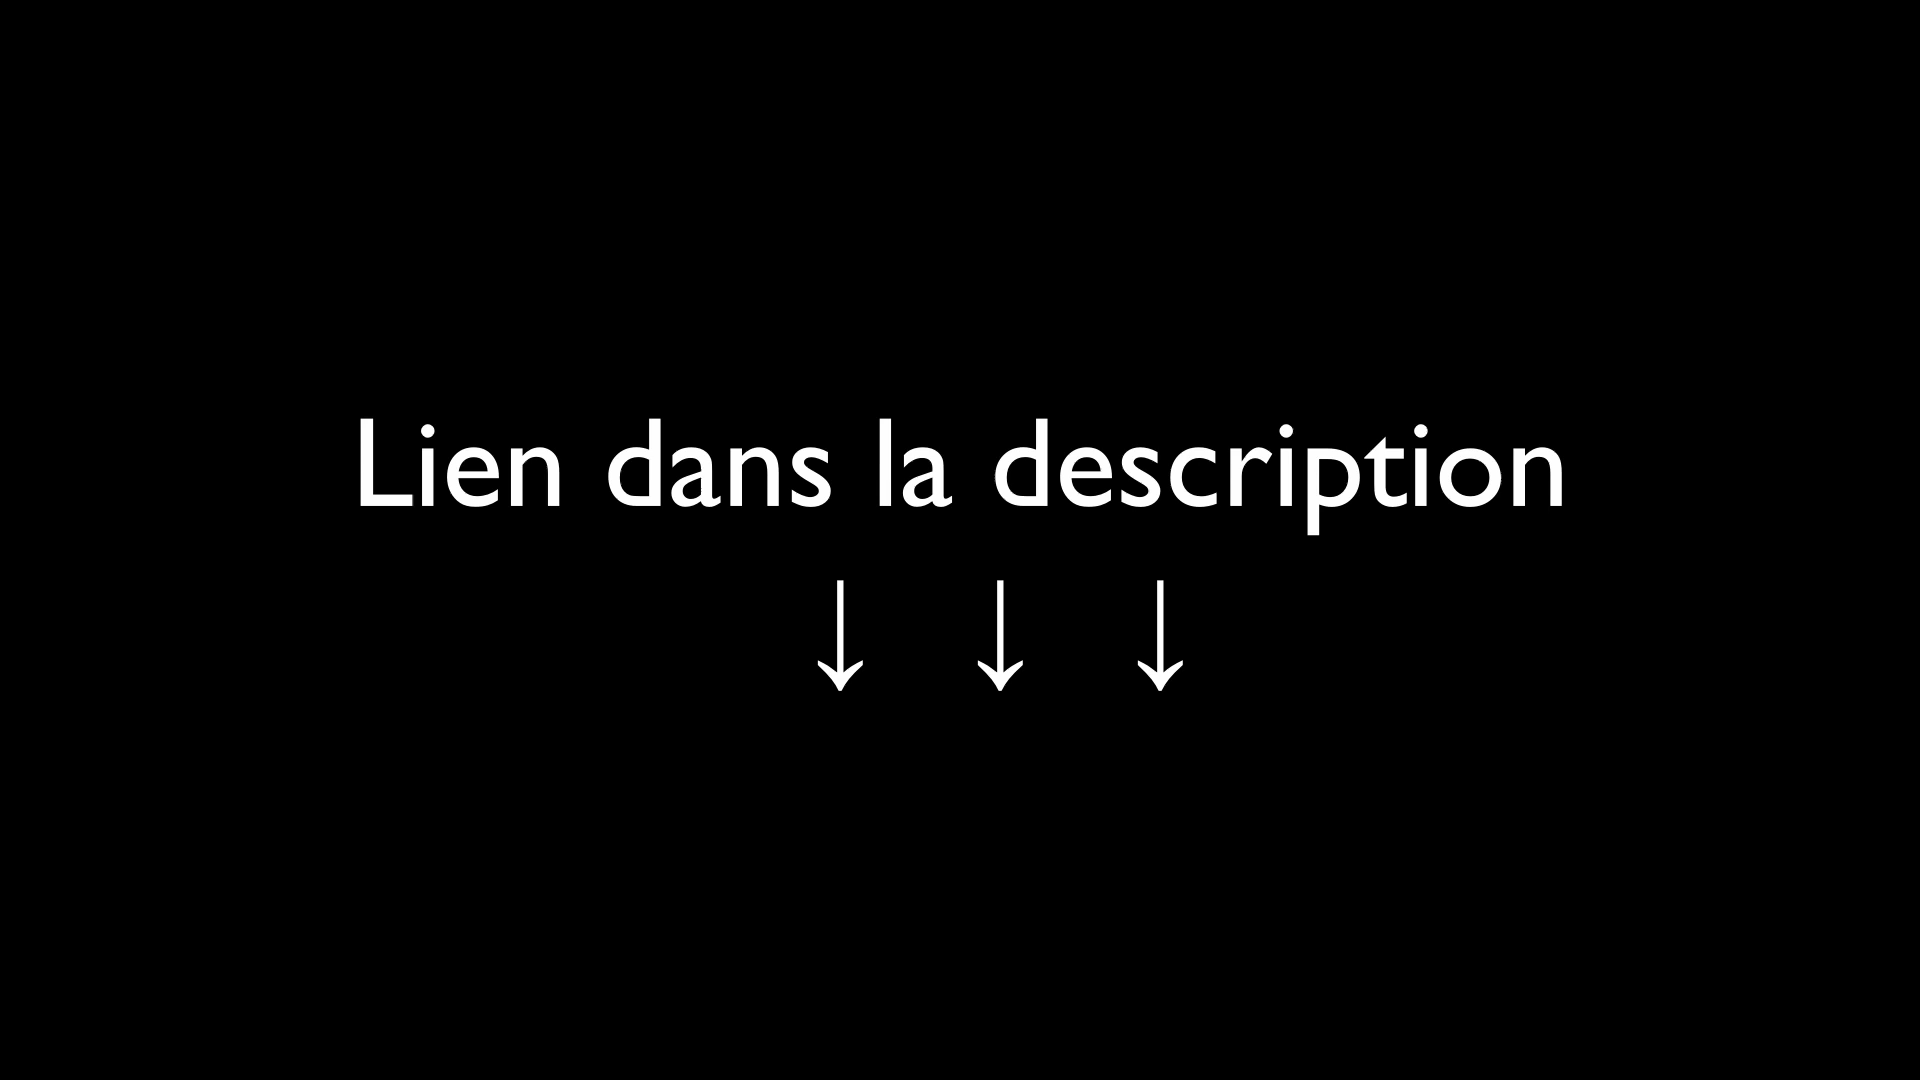 Lien dans la description
↓ ↓ ↓